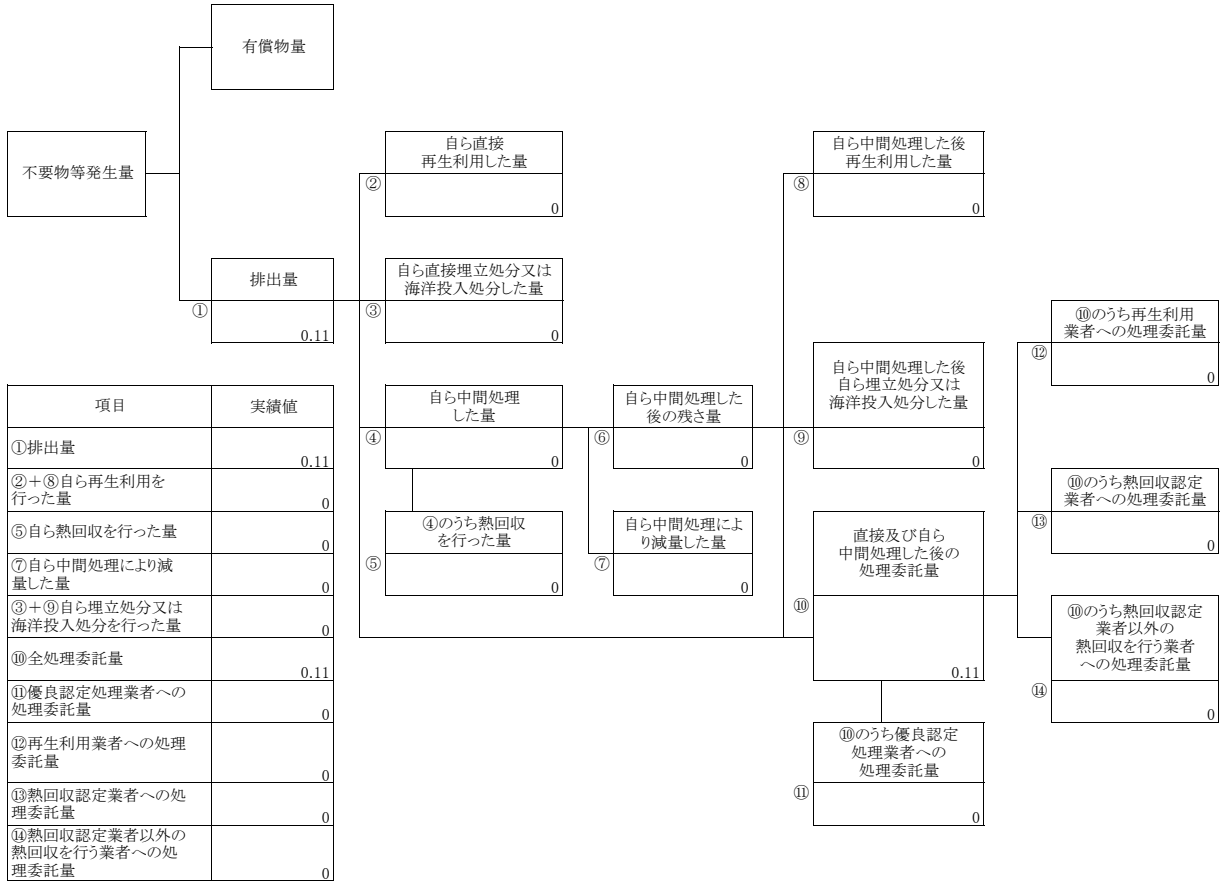 有償物量
不要物等発生量
自ら直接
再生利用した量
②
0
自ら中間処理した後
再生利用した量
⑧
0
排出量
①
0.11
自ら直接埋立処分又は
海洋投入処分した量
③
0
自ら中間処理
した量
④
0
自ら中間処理した
後の残さ量
⑥
0
自ら中間処理した後
自ら埋立処分又は
海洋投入処分した量
⑨
0
④のうち熱回収
を行った量
⑤
0
自ら中間処理によ
り減量した量
⑦
0
直接及び自ら
中間処理した後の
処理委託量
⑩
0.11
⑩のうち優良認定
処理業者への
処理委託量
⑪
0
⑩のうち再生利用
業者への処理委託量
⑫
0
⑩のうち熱回収認定
業者への処理委託量
⑬
0
⑩のうち熱回収認定
業者以外の
熱回収を行う業者
への処理委託量
⑭
0
項目 実績値
①排出量
0.11
②＋⑧自ら再生利用を
行った量
0
⑤自ら熱回収を行った量
0
⑦自ら中間処理により減
量した量
0
③＋⑨自ら埋立処分又は
海洋投入処分を行った量
0
⑩全処理委託量
0.11
⑪優良認定処理業者への
処理委託量
0
⑫再生利用業者への処理
委託量
0
⑬熱回収認定業者への処
理委託量
0
⑭熱回収認定業者以外の
熱回収を行う業者への処
理委託量
0